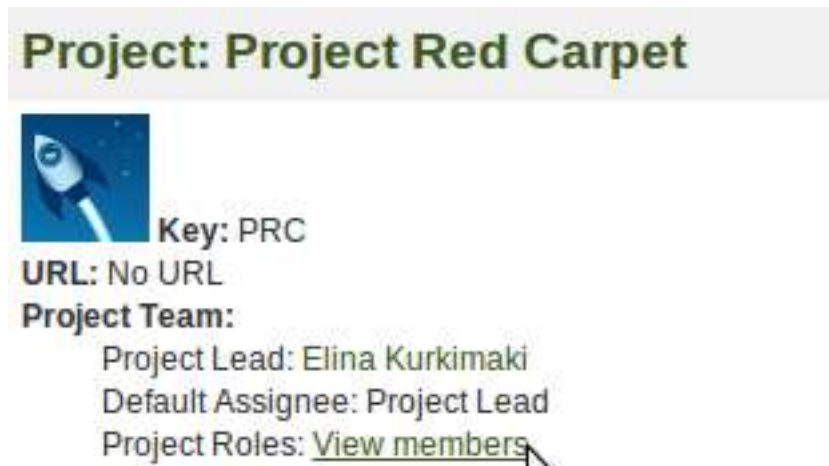 Project: Project Red Carpet
Key: PRC
URL: No URL
Project Team:
Project Lead: Elina Kurkimaki
Default Assignee: Project Lead
Project Roles: View members